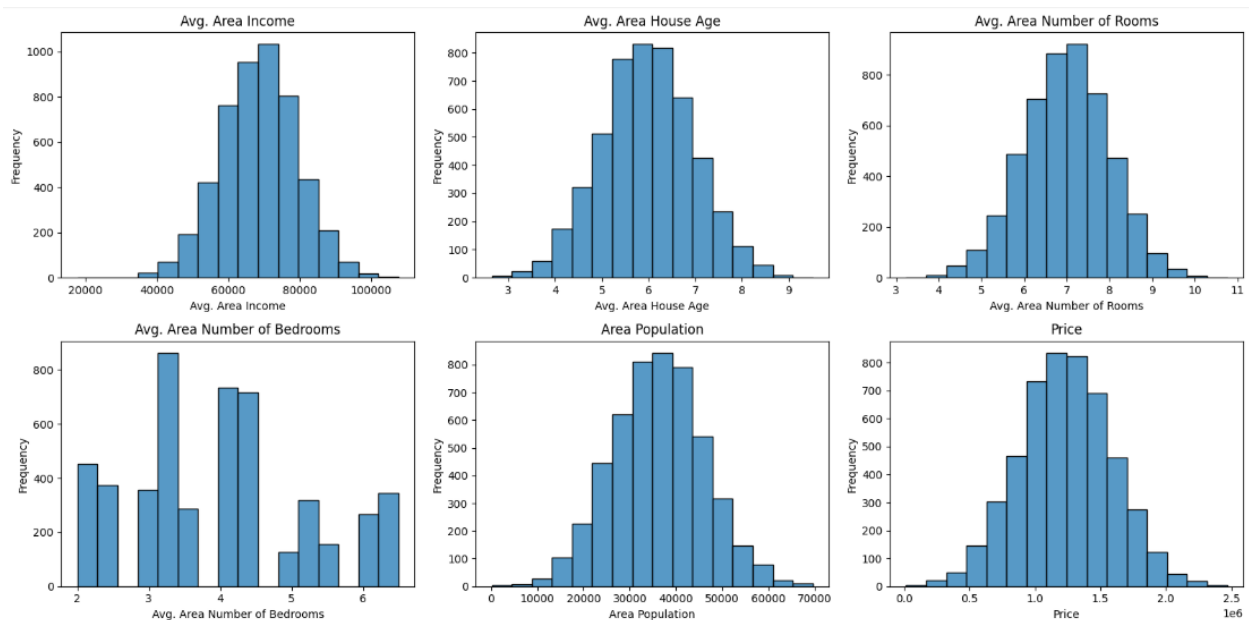 Avg. Area Income
Frequency
1000
800
600
400
200
0
20000 40000 60000 80000 100000
Avg. Area Income
Avg. Area House Age
Frequency
800
700
600
500
400
300
200
100
0
3 4 5 6 7 8 9
Avg. Area House Age
Avg. Area Number of Rooms
Frequency
800
600
400
200
0
3 4 5 6 7 8 9 10 11
Avg. Area Number of Rooms
Avg. Area Number of Bedrooms
Frequency
800
600
400
200
0
2 3 4 5 6
Avg. Area Number of Bedrooms
Area Population
Frequency
800
700
600
500
400
300
200
100
0
0 10000 20000 30000 40000 50000 60000 70000
Area Population
Price
Frequency
800
700
600
500
400
300
200
100
0
0.0 0.5 1.0 1.5 2.0 2.5
1e6
Price